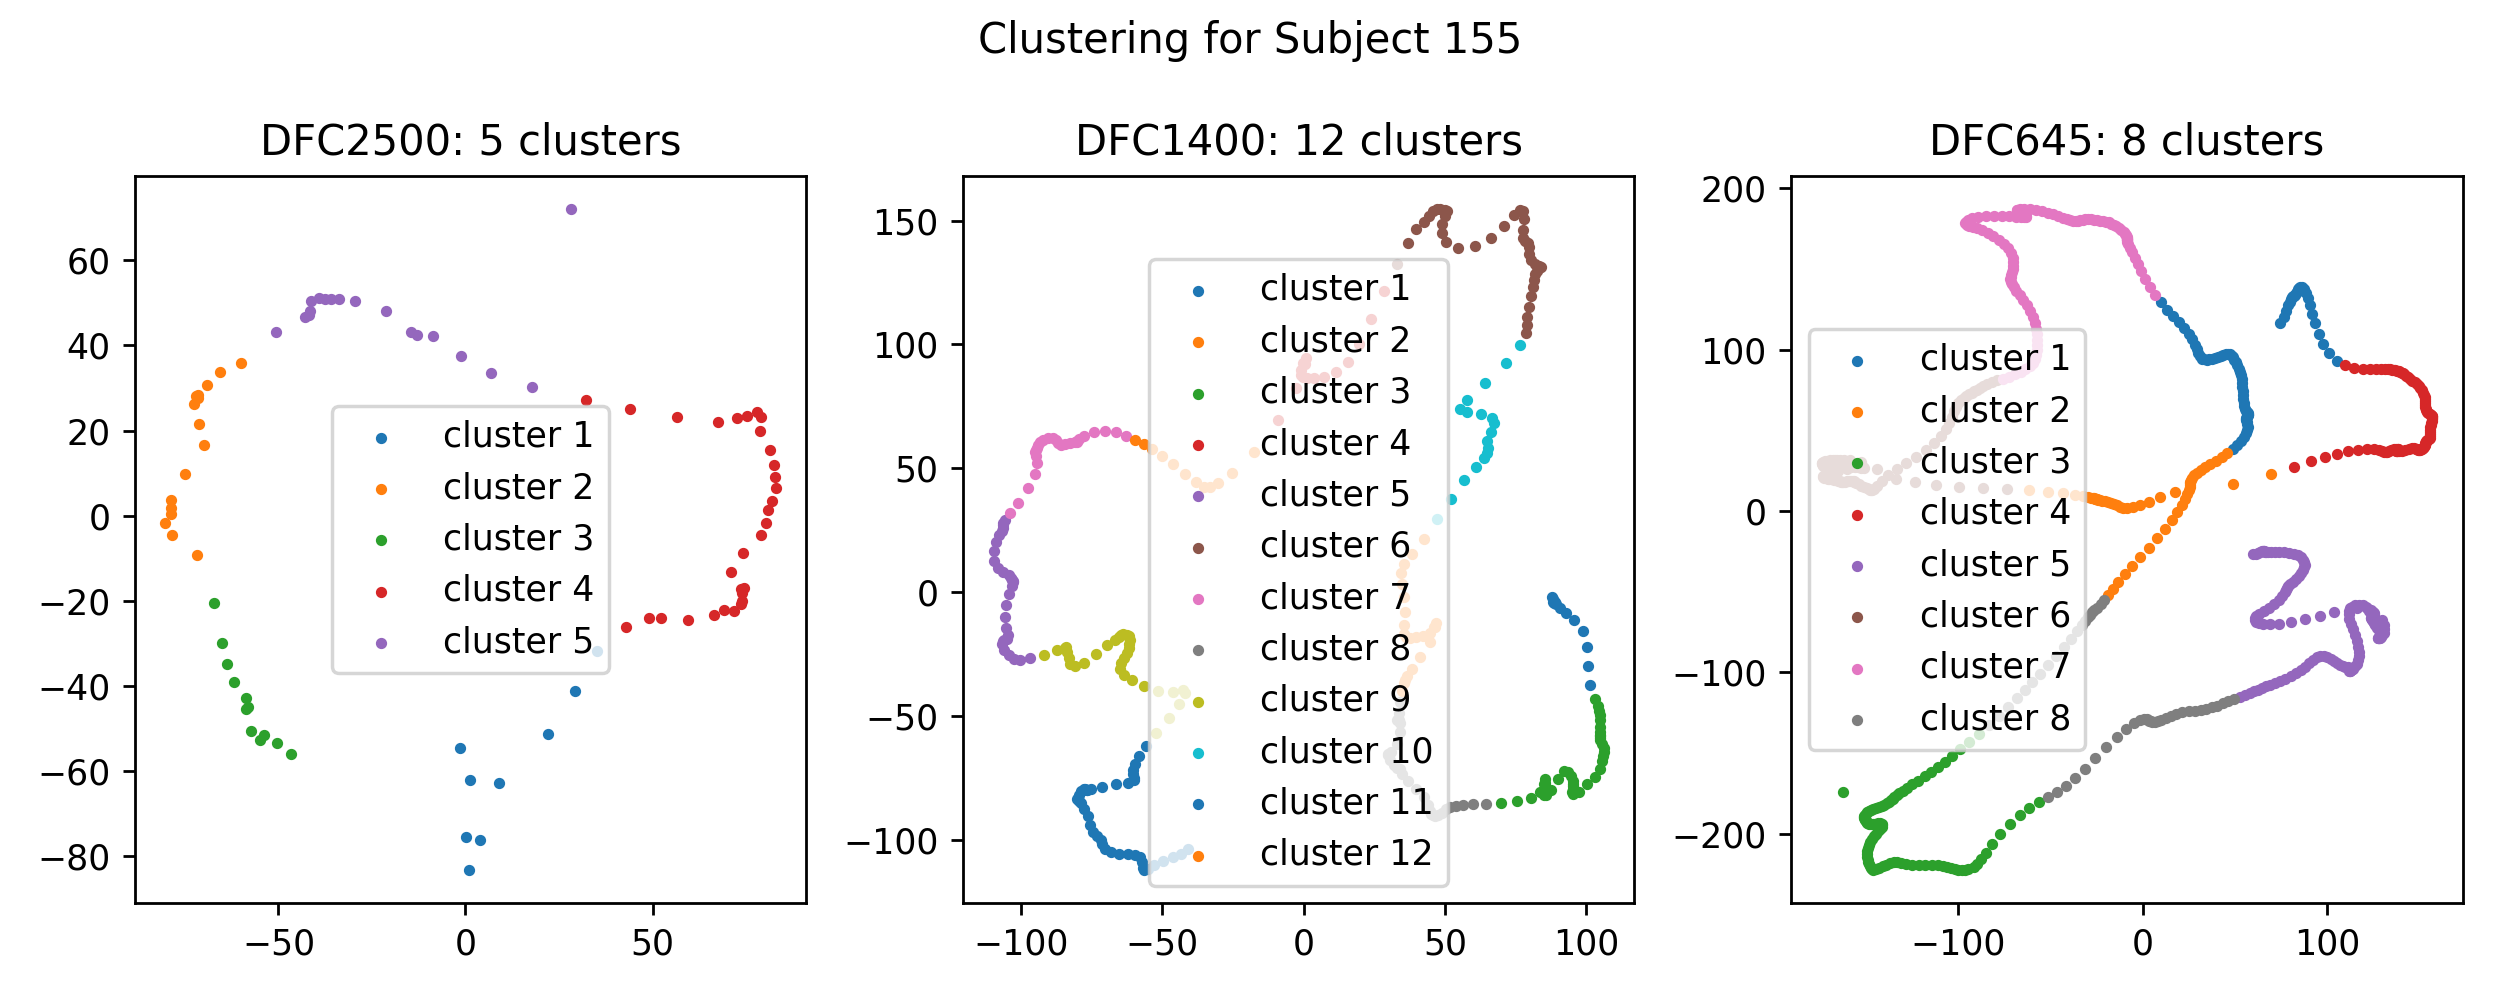 Clustering for Subject 155
DFC2500: 5 clusters
60
40
20
0
−20
−40
−60
−80
−50
0
50
cluster 1
cluster 2
cluster 3
cluster 4
cluster 5
DFC1400: 12 clusters
150
100
50
0
−50
−100
−100
−50
0
50
100
cluster 1
cluster 2
cluster 3
cluster 4
cluster 5
cluster 6
cluster 7
cluster 8
cluster 9
cluster 10
cluster 11
cluster 12
DFC645: 8 clusters
200
100
0
−100
−200
−100
0
100
cluster 1
cluster 2
cluster 3
cluster 4
cluster 5
cluster 6
cluster 7
cluster 8